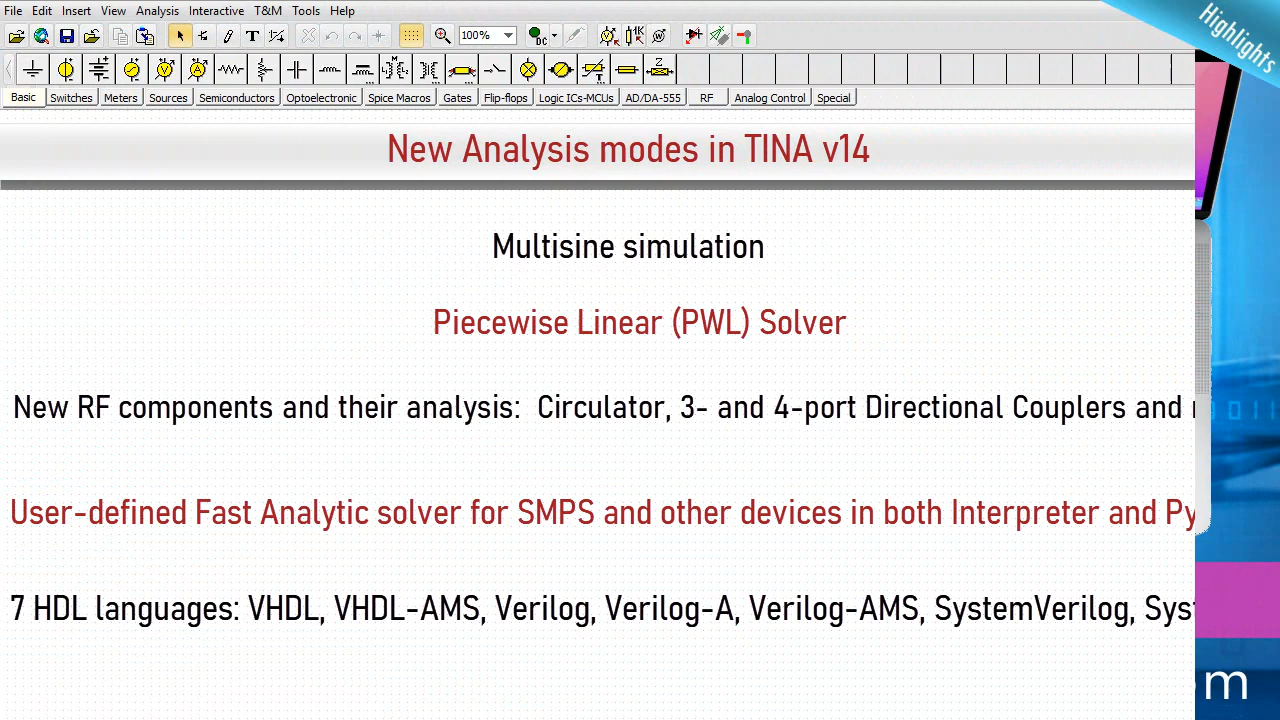 File Edit Insert View Analysis Interactive T&M Tools Help
Highlights
100%
DC
Basic Switches Meters Sources Semiconductors Optoelectronic Spice Macros Gates Flip-flops Logic ICs-MCUs AD/DA-555 RF Analog Control Special
New Analysis modes in TINA v14
Multisine simulation
Piecewise Linear (PWL) Solver
New RF components and their analysis: Circulator, 3- and 4-port Directional Couplers and
User-defined Fast Analytic solver for SMPS and other devices in both Interpreter and Py
7 HDL languages: VHDL, VHDL-AMS, Verilog, Verilog-A, Verilog-AMS, SystemVerilog, Syst
om